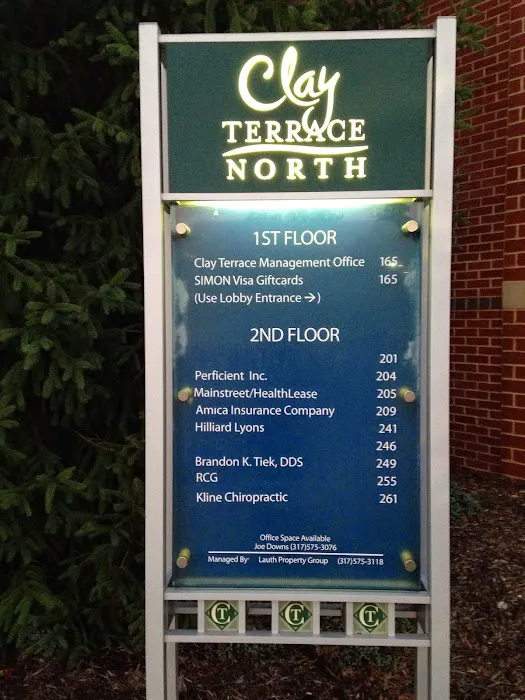 Clay
TERRACE
NORTH
1ST FLOOR
Clay Terrace Management Office 165
SIMON Visa Giftcards 165
(Use Lobby Entrance → )
2ND FLOOR
201
Perficient Inc. 204
Mainstreet/HealthLease 205
Amica Insurance Company 209
Hilliard Lyons 241
246
Brandon K. Tiek, DDS 249
RCG 255
Kline Chiropractic 261
Office Space Available
Joe Downs (317)575-3076
Managed By: Lauth Property Group (317)575-3118
CT CT CT